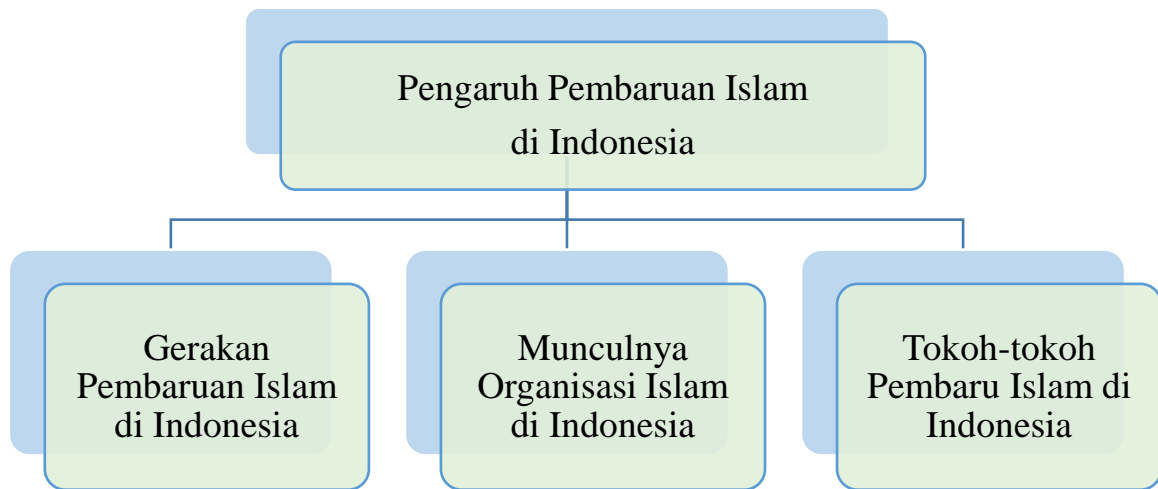 Pengaruh Pembaruan Islam
di Indonesia
Gerakan
Pembaruan Islam
di Indonesia
Munculnya
Organisasi Islam
di Indonesia
Tokoh-tokoh
Pembaru Islam di
Indonesia